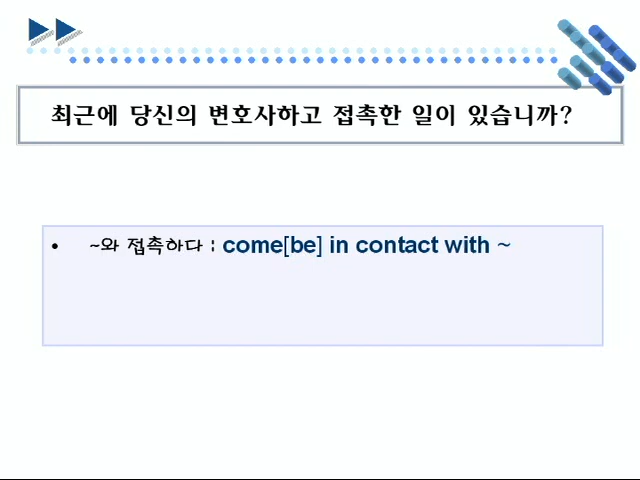 최근에 당신의 변호사하고 접촉한 일이 있습니까?
• ~와 접촉하다 : come[be] in contact with ~